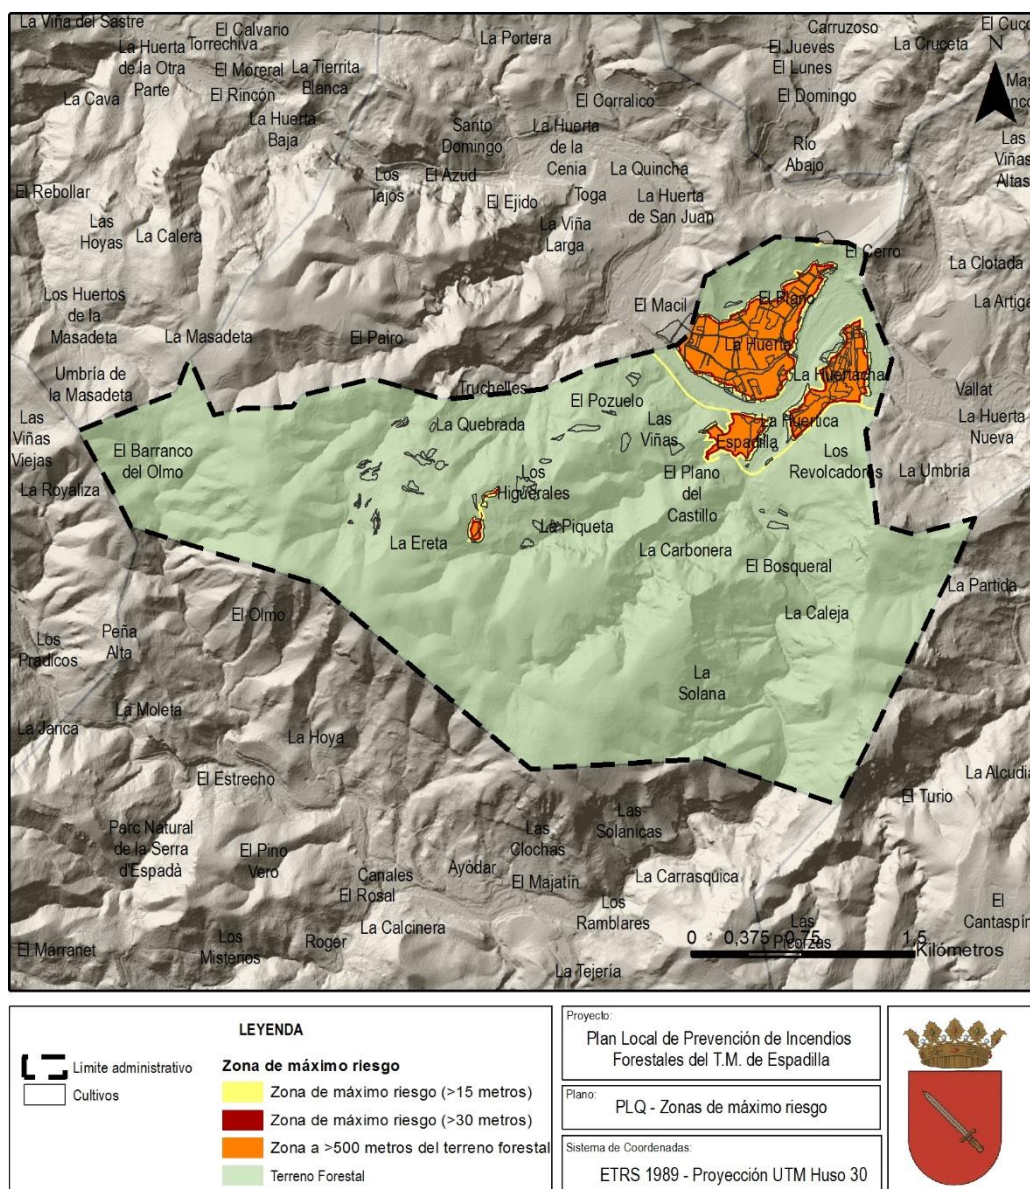 La Viña del Sastre
El Calvario
Torrechiva
La Huerta
de la Otra
Parte
El Moreral
La Tierrita
Blanca
La Cava
El Rincón
La Huerta
Baja
La Portera
El Corralico
Carruzoso
El Jueves
El Lunes
El Domingo
La Cruceta
N
Río
Abajo
Las
Viñas
Altas
Santo
Domingo
La Huerta
de la
Cenia
La Quincha
El Rebollar
Los
Tajos
El Azud
El Ejido
Toga
La Huerta
de San Juan
La Viña
Larga
Las
Hoyas
La Calera
El Cerro
La Clotada
Los Huertos
de la
Masadeta
La Masadeta
El Pairo
El Macil
El Plano
La Huerta
Umbría de
la Masadeta
Truchelles
El Pozuelo
La Huertacha
Vallat
Las
Viñas
Viejas
La Quebrada
Las
Viñas
La Huertica
Espadilla
La Huerta
Nueva
El Barranco
del Olmo
Los
Higuerales
El Plano
del
Castillo
Los
Revolcadores
La Umbría
La Royaliza
La Ereta
La Piqueta
La Carbonera
El Bosqueral
La Partida
El Olmo
La Caleja
Los
Pradicos
Peña
Alta
La
Solana
La Moleta
La Jarica
La Hoya
El Estrecho
La Alcudia
El Turio
Parc Natural
de la Serra
d'Espadà
El Pino
Vero
Las
Clochas
Las
Solanicas
Canales
Ayódar
El Rosal
El Majatín
La Carrasquica
Los
Ramblares
El
Cantaspín
El Marranet
Los
Misterios
Roger
La Calcinera
Las
Picorzas
La Tejería
0 0,375 0,75 1,5
Kilómetros
LEYENDA
Límite administrativo
Cultivos
Zona de máximo riesgo
Zona de máximo riesgo (>15 metros)
Zona de máximo riesgo (>30 metros)
Zona a >500 metros del terreno forestal
Terreno Forestal
Proyecto:
Plan Local de Prevención de Incendios
Forestales del T.M. de Espadilla
Plano:
PLQ - Zonas de máximo riesgo
Sistema de Coordenadas:
ETRS 1989 - Proyección UTM Huso 30